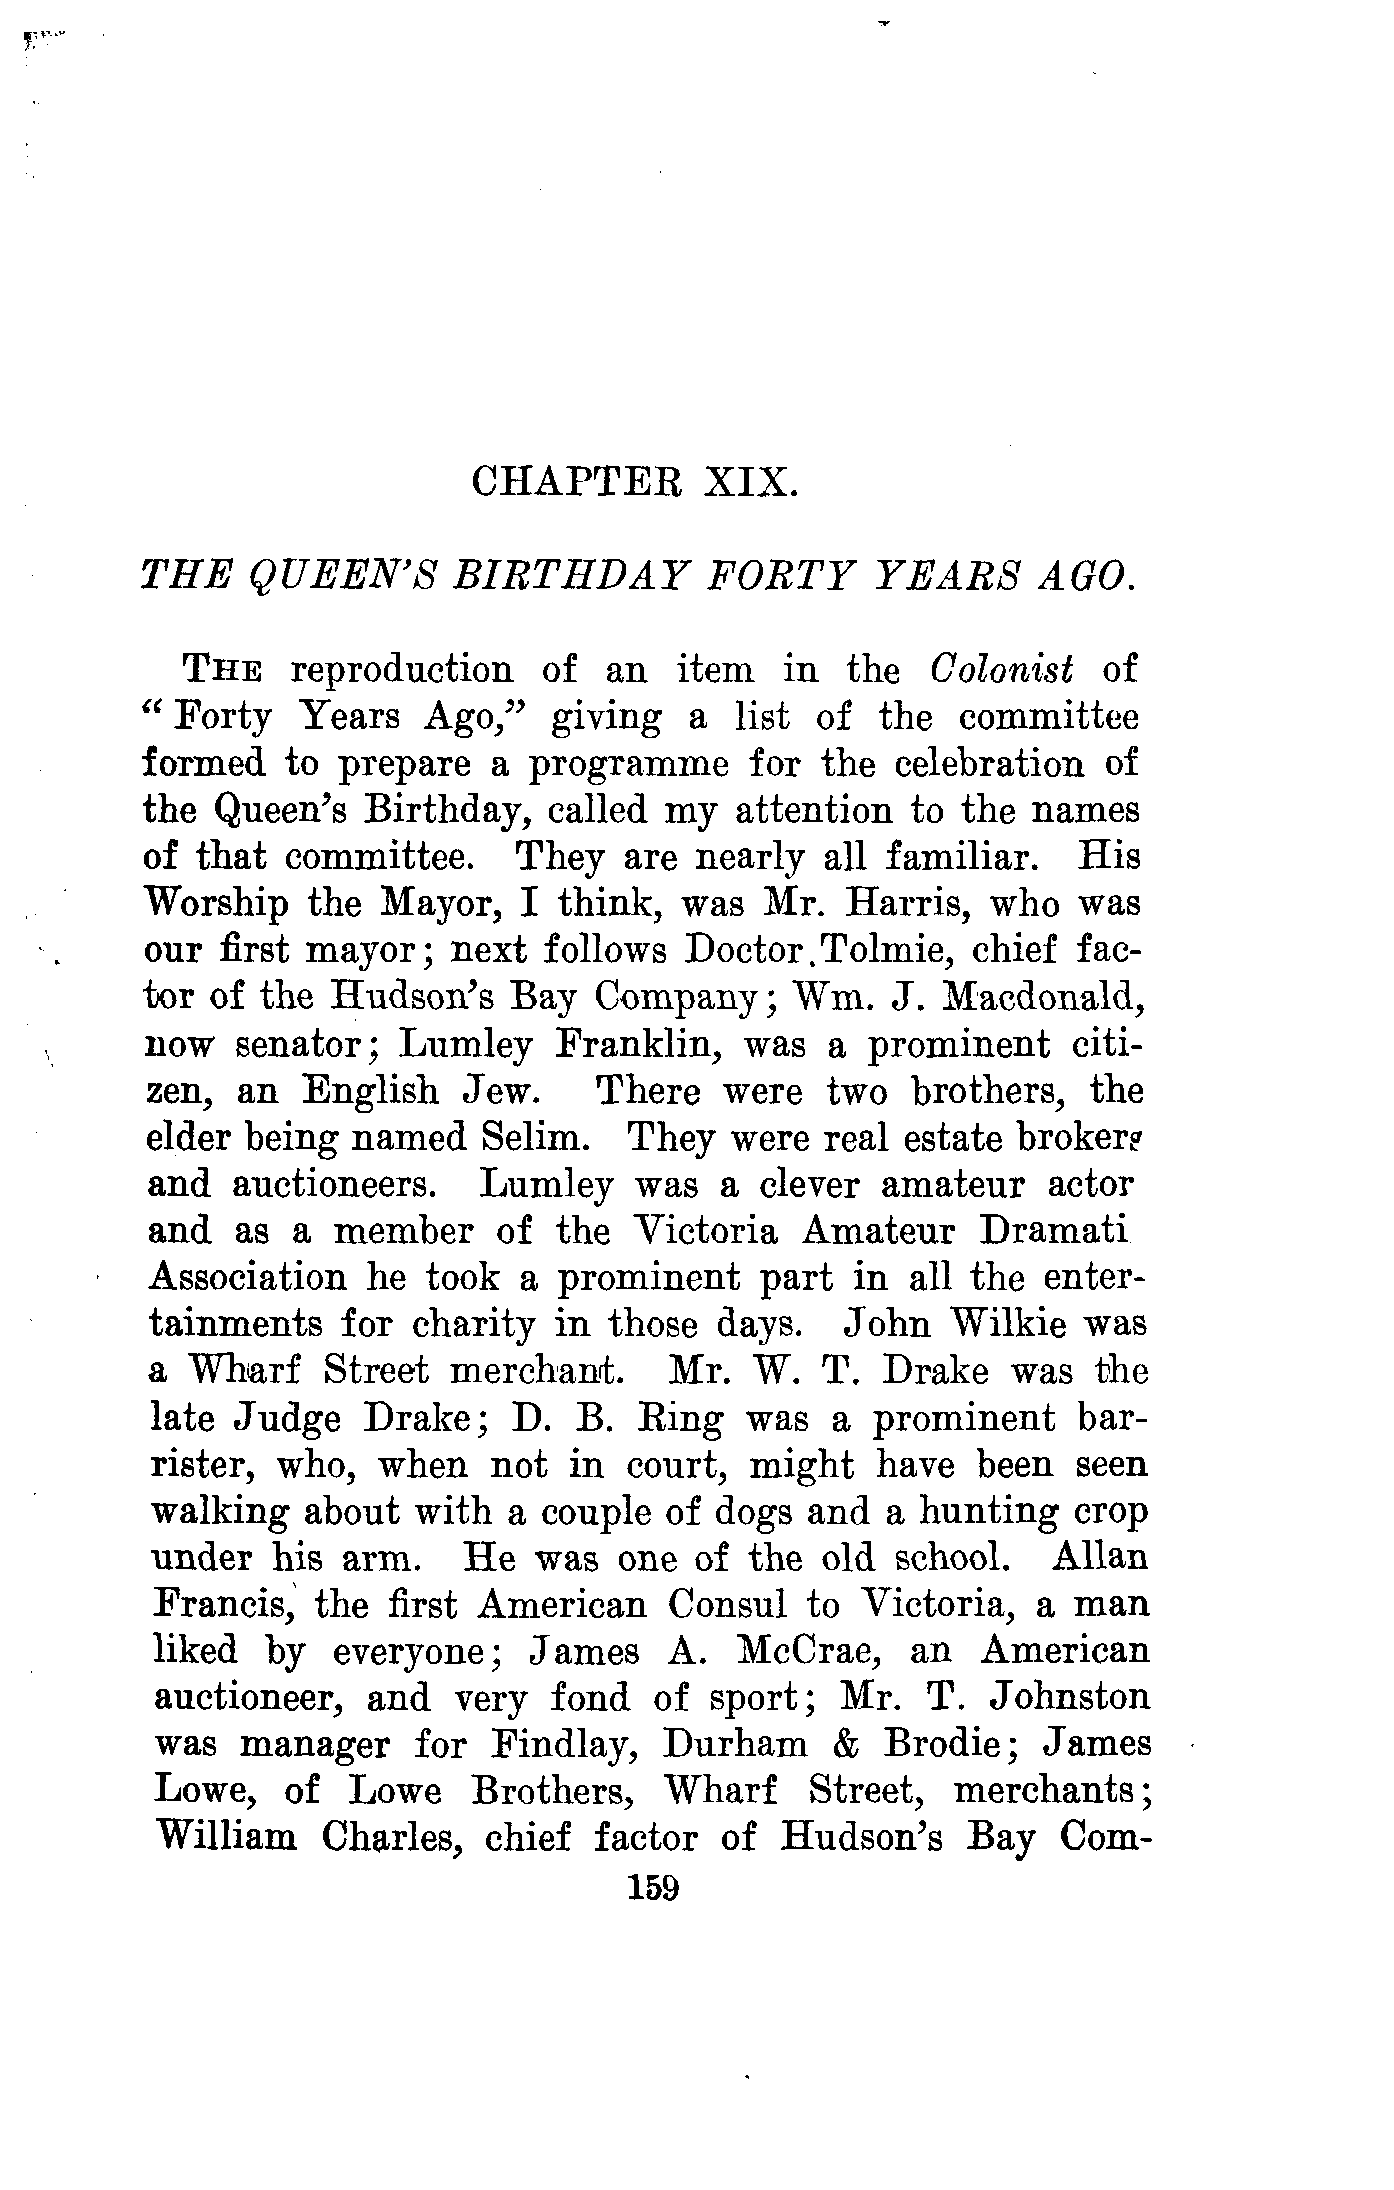 CHAPTER XIX.
THE QUEEN'S BIRTHDAY FORTY YEARS AGO.
THE reproduction of an item in the Colonist of
“Forty Years Ago,” giving a list of the committee
formed to prepare a programme for the celebration of
the Queen's Birthday, called my attention to the names
of that committee. They are nearly all familiar. His
Worship the Mayor, I think, was Mr. Harris, who was
our first mayor; next follows Doctor Tolmie, chief fac-
tor of the Hudson's Bay Company; Wm. J. Macdonald,
now senator; Lumley Franklin, was a prominent citi-
zen, an English Jew. There were two brothers, the
elder being named Selim. They were real estate brokers
and auctioneers. Lumley was a clever amateur actor
and as a member of the Victoria Amateur Dramati
Association he took a prominent part in all the enter-
tainments for charity in those days. John Wilkie was
a Wharf Street merchant. Mr. W. T. Drake was the
late Judge Drake; D. B. Ring was a prominent bar-
rister, who, when not in court, might have been seen
walking about with a couple of dogs and a hunting crop
under his arm. He was one of the old school. Allan
Francis, the first American Consul to Victoria, a man
liked by everyone; James A. McCrae, an American
auctioneer, and very fond of sport; Mr. T. Johnston
was manager for Findlay, Durham & Brodie; James
Lowe, of Lowe Brothers, Wharf Street, merchants;
William Charles, chief factor of Hudson's Bay Com-
159